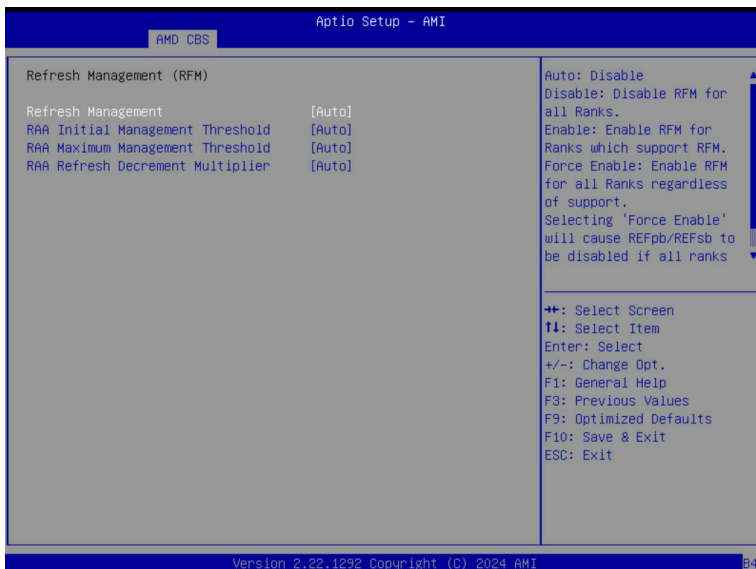 Aptio Setup – AMI
AMD CBS
Refresh Management (RFM)
Refresh Management [Auto]
RAA Initial Management Threshold [Auto]
RAA Maximum Management Threshold [Auto]
RAA Refresh Decrement Multiplier [Auto]
Auto: Disable
Disable: Disable RFM for
all Ranks.
Enable: Enable RFM for
Ranks which support RFM.
Force Enable: Enable RFM
for all Ranks regardless
of support.
Selecting 'Force Enable'
will cause REFpb/REFsb to
be disabled if all ranks
→←: Select Screen
↑↓: Select Item
Enter: Select
+/-: Change Opt.
F1: General Help
F3: Previous Values
F9: Optimized Defaults
F10: Save & Exit
ESC: Exit
Version 2.22.1292 Copyright (C) 2024 AMI
B4